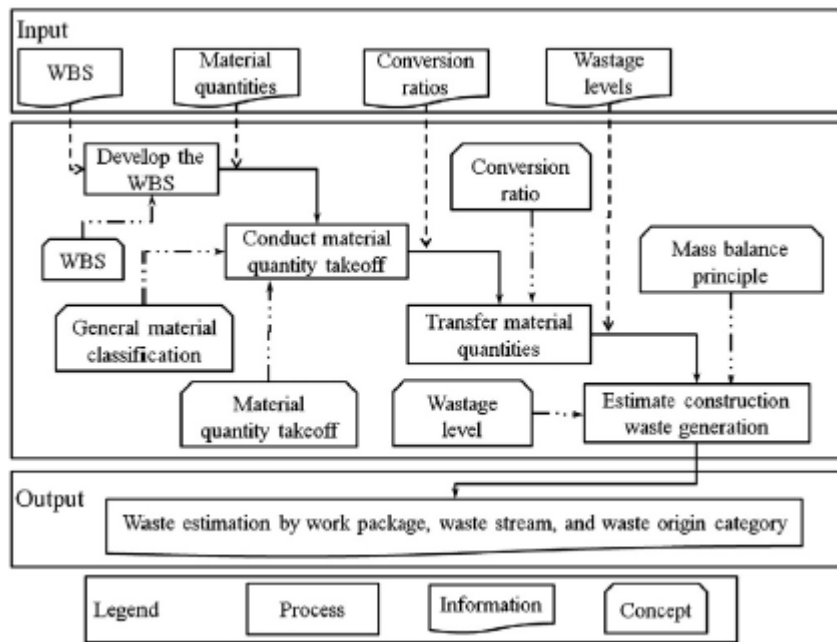 Input
WBS
Material
quantities
Conversion
ratios
Wastage
levels
Develop the
WBS
Conversion
ratio
WBS
Conduct material
quantity takeoff
Mass balance
principle
General material
classification
Transfer material
quantities
Material
quantity takeoff
Wastage
level
Estimate construction
waste generation
Output
Waste estimation by work package, waste stream, and waste origin category
Legend
Process
Information
Concept